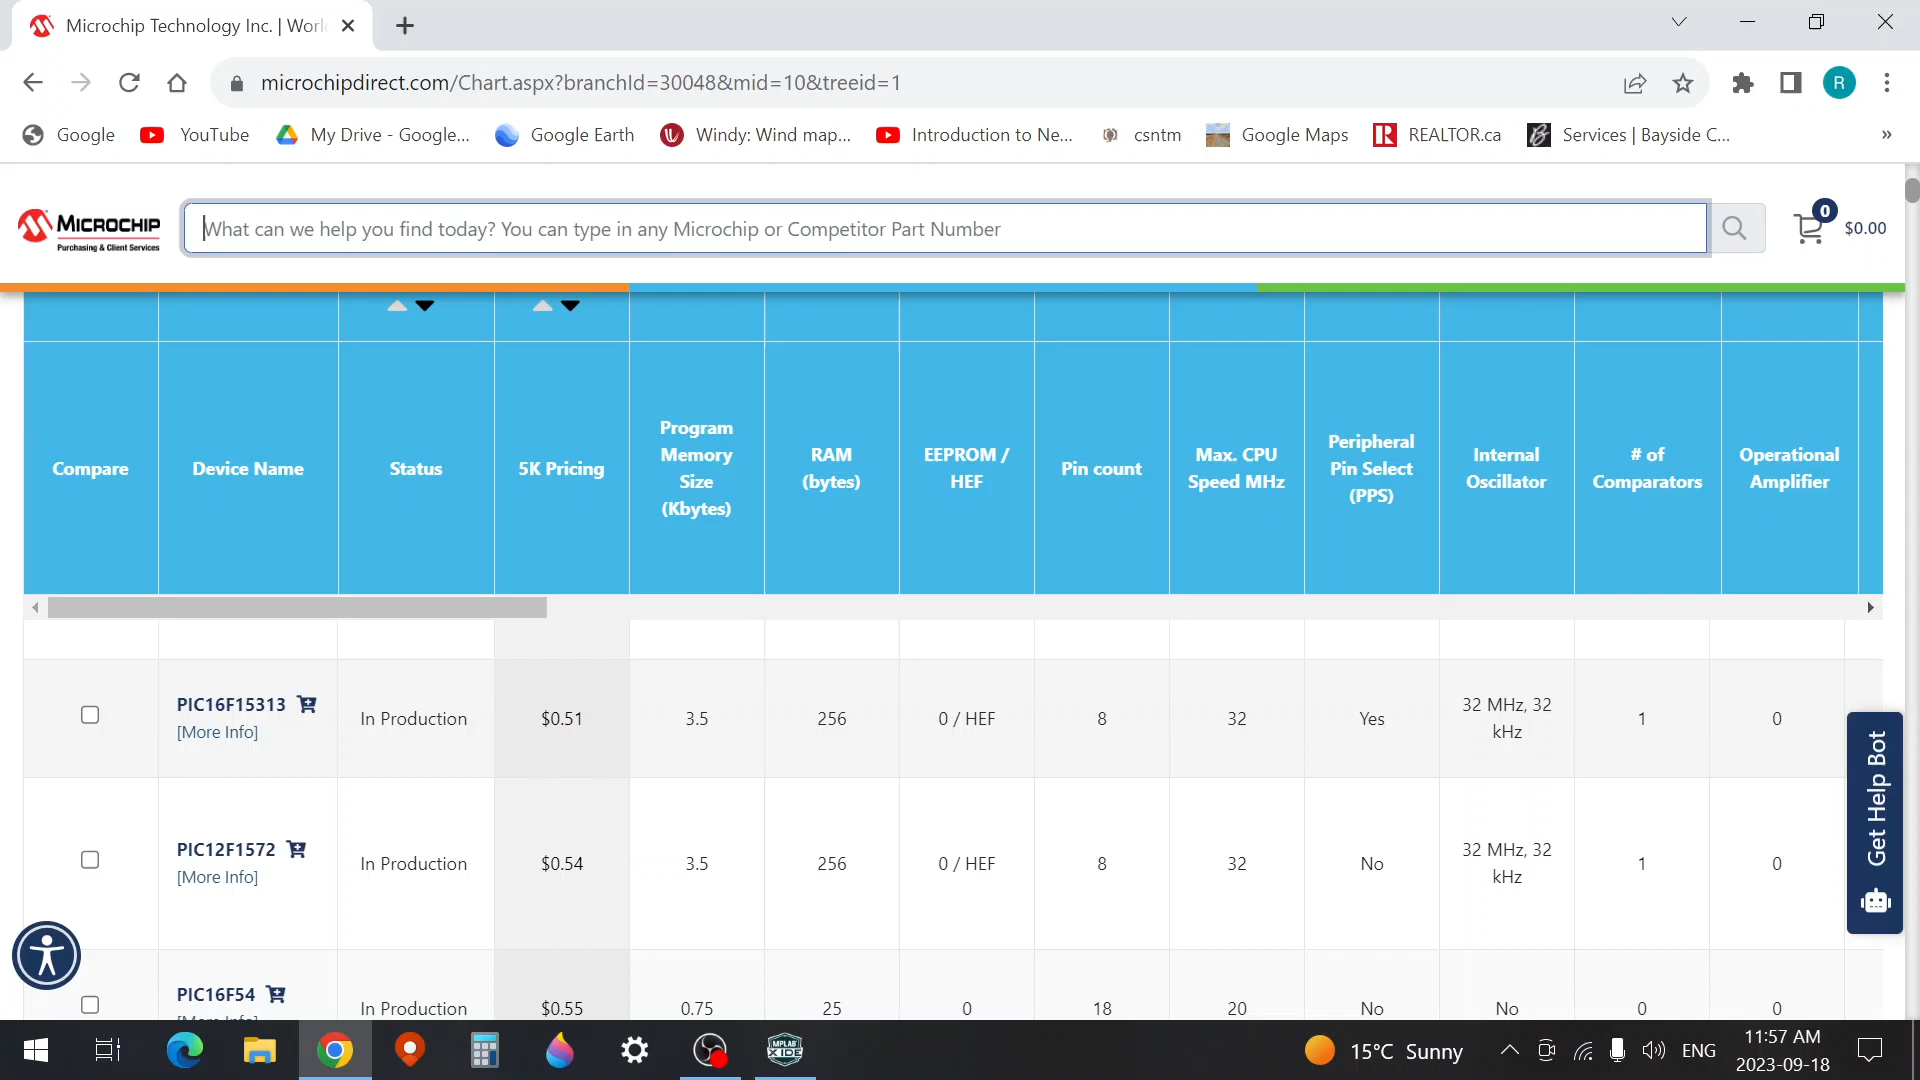 Microchip Technology Inc. | Worl
microchipdirect.com/Chart.aspx?branchId=30048&mid=10&treeid=1
R
Google
YouTube
My Drive - Google...
Google Earth
Windy: Wind map...
Introduction to Ne...
csntm
Google Maps
REALTOR.ca
Services | Bayside C...
»
MICROCHIP
Purchasing & Client Services
What can we help you find today? You can type in any Microchip or Competitor Part Number
0
$0.00
Compare
Device Name
Status
5K Pricing
Program
Memory
Size
(Kbytes)
RAM
(bytes)
EEPROM /
HEF
Pin count
Max. CPU
Speed MHz
Peripheral
Pin Select
(PPS)
Internal
Oscillator
# of
Comparators
Operational
Amplifier
PIC16F15313
[More Info]
In Production
$0.51
3.5
256
0 / HEF
8
32
Yes
32 MHz, 32
kHz
1
0
PIC12F1572
[More Info]
In Production
$0.54
3.5
256
0 / HEF
8
32
No
32 MHz, 32
kHz
1
0
PIC16F54
[More Info]
In Production
$0.55
0.75
25
0
18
20
No
No
0
0
Get Help Bot
MPLAB
X IDE
15°C Sunny
ENG
11:57 AM
2023-09-18